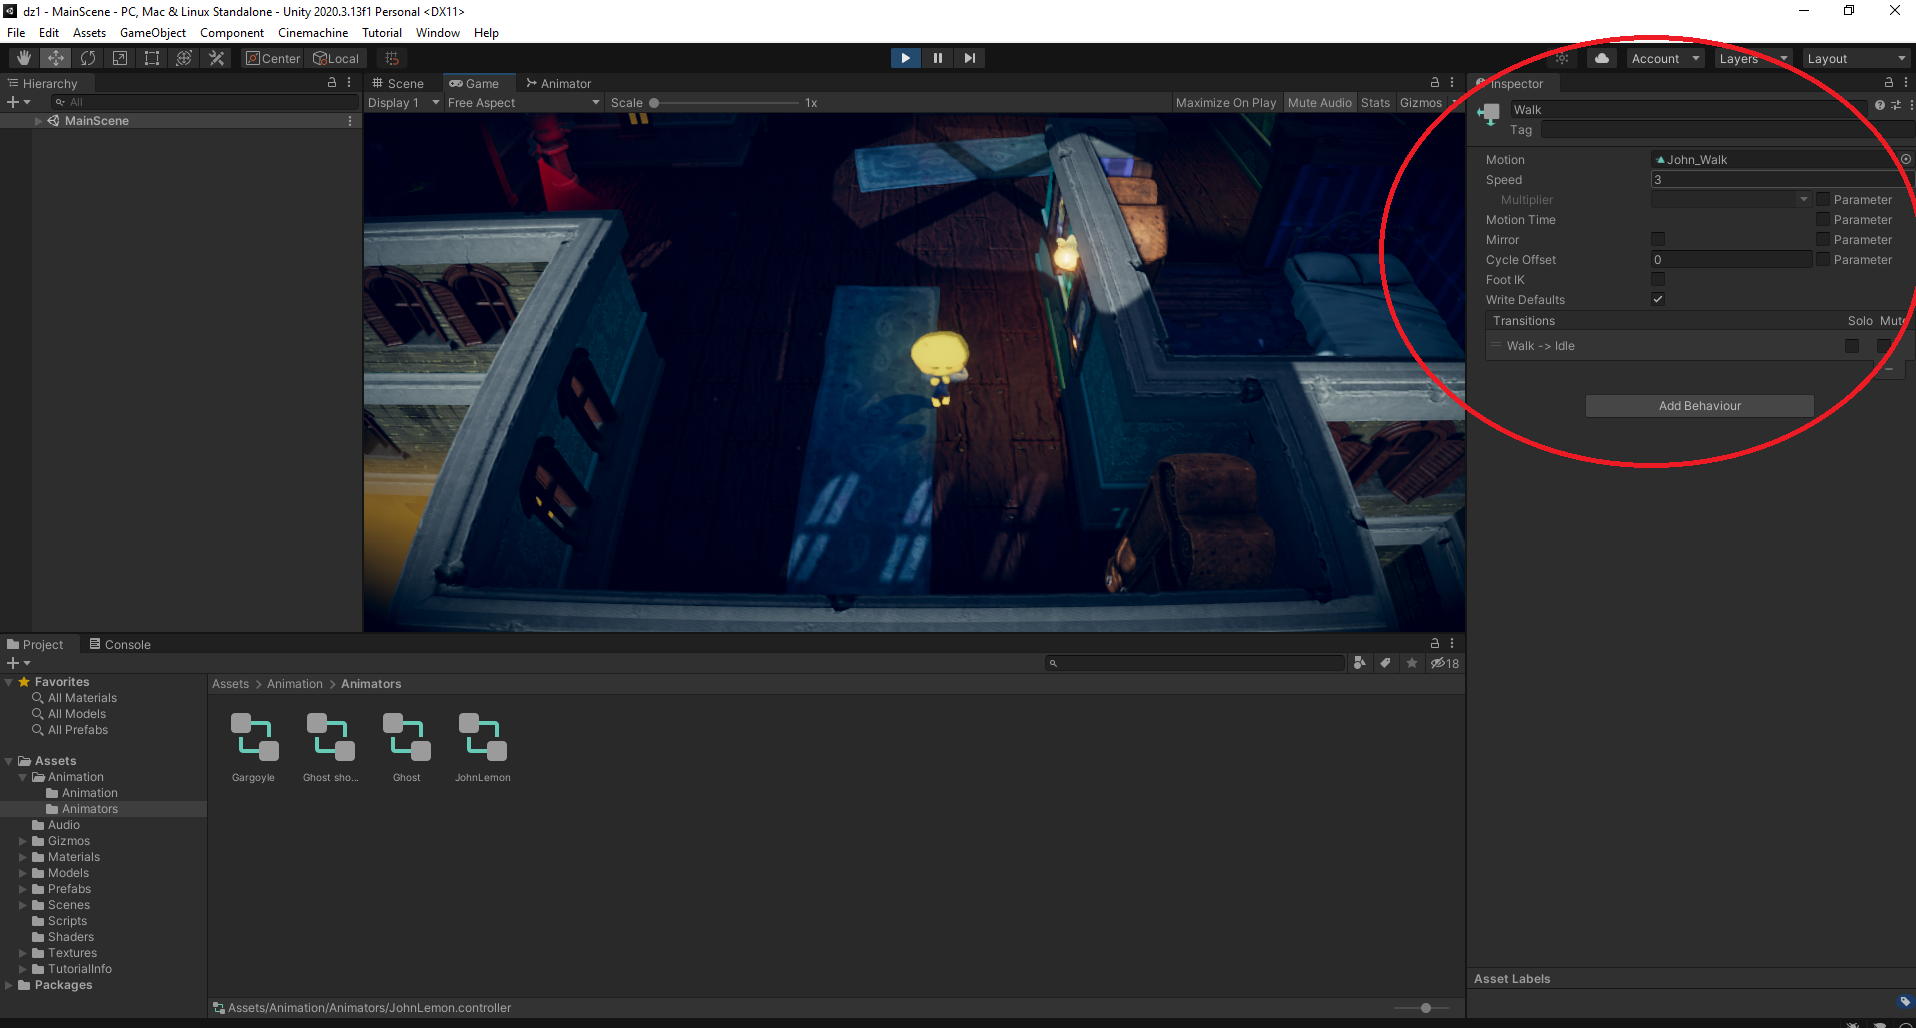 dz1 - MainScene - PC, Mac & Linux Standalone - Unity 2020.3.13f1 Personal <DX11>
File Edit Assets GameObject Component Cinemachine Tutorial Window Help
Center Local Account Layers Layout
Hierarchy
All
MainScene
Scene Game Animator
Display 1 Free Aspect Scale 1x Maximize On Play Mute Audio Stats Gizmos
Inspector
Walk
Tag
Motion John_Walk
Speed 3
Multiplier Parameter
Motion Time Parameter
Mirror Parameter
Cycle Offset 0 Parameter
Foot IK
Write Defaults
Transitions Solo Mute
Walk -> Idle
Add Behaviour
Project Console
18
Favorites
All Materials
All Models
All Prefabs
Assets
Animation
Animation
Animators
Audio
Gizmos
Materials
Models
Prefabs
Scenes
Scripts
Shaders
Textures
TutorialInfo
Packages
Assets > Animation > Animators
Gargoyle Ghost sho... Ghost JohnLemon
Assets/Animation/Animators/JohnLemon.controller
Asset Labels